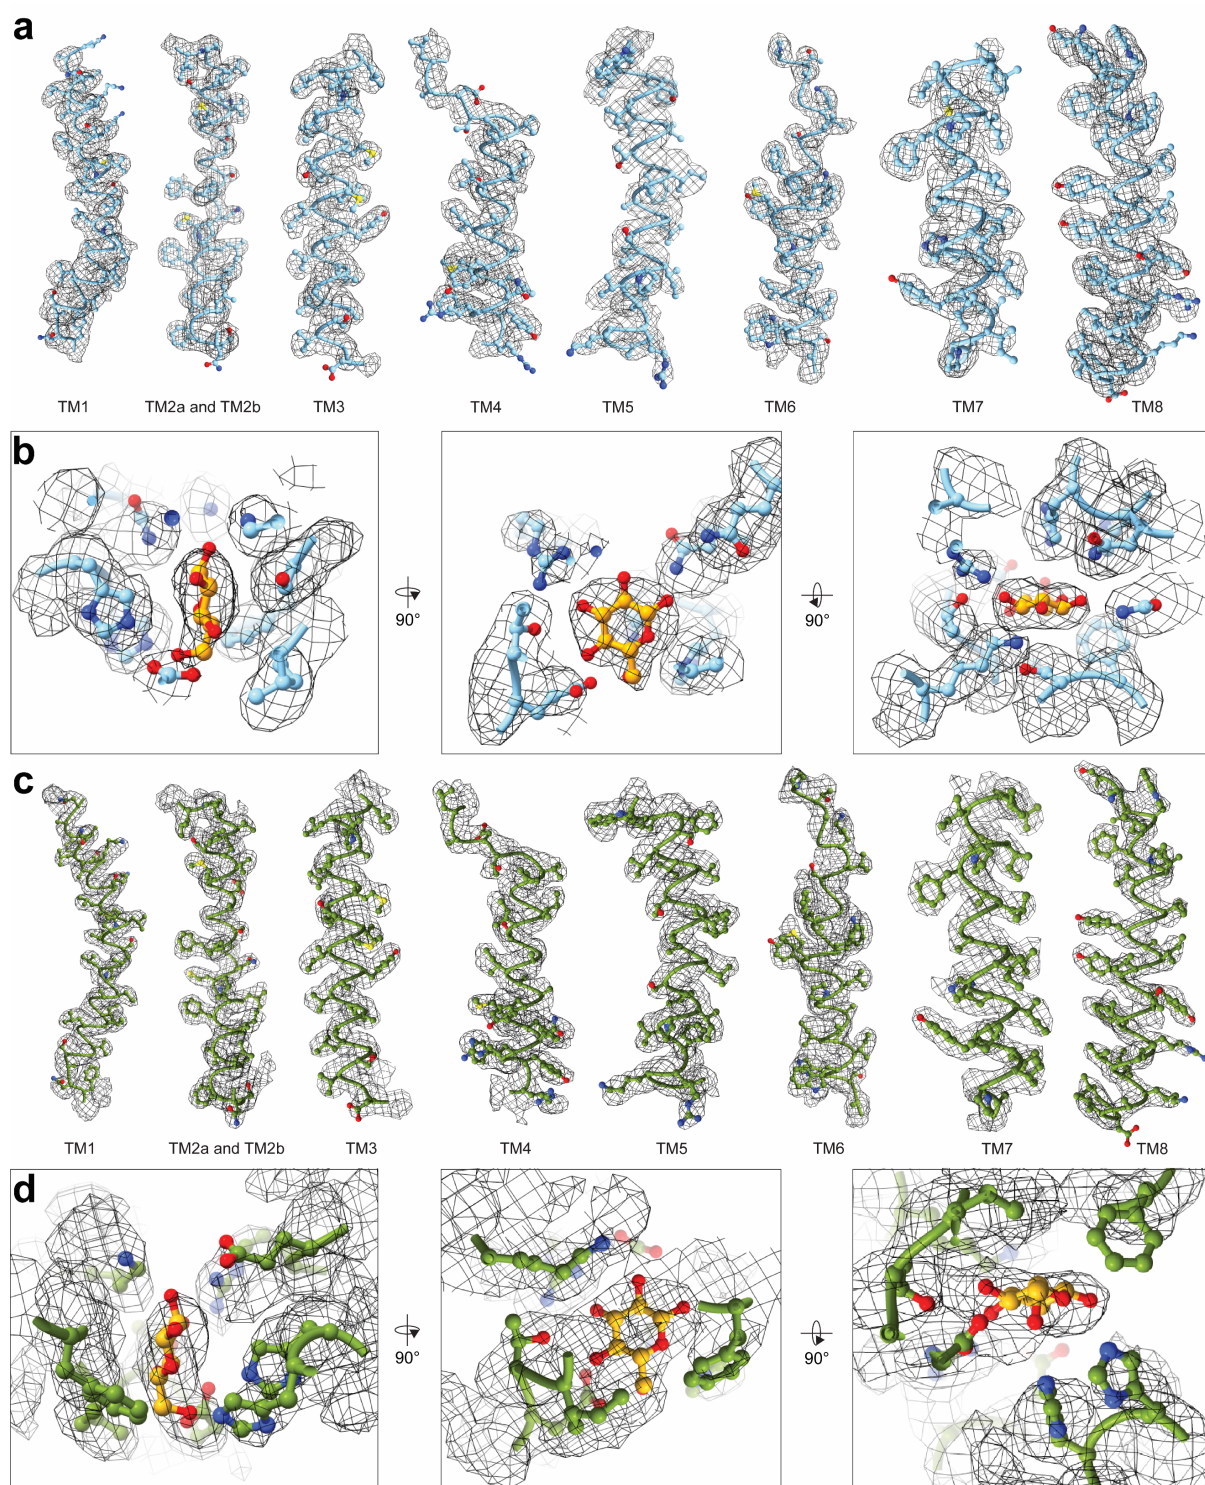 a
TM1 TM2a and TM2b TM3 TM4 TM5 TM6 TM7 TM8
b
90° 90°
c
TM1 TM2a and TM2b TM3 TM4 TM5 TM6 TM7 TM8
d
90° 90°